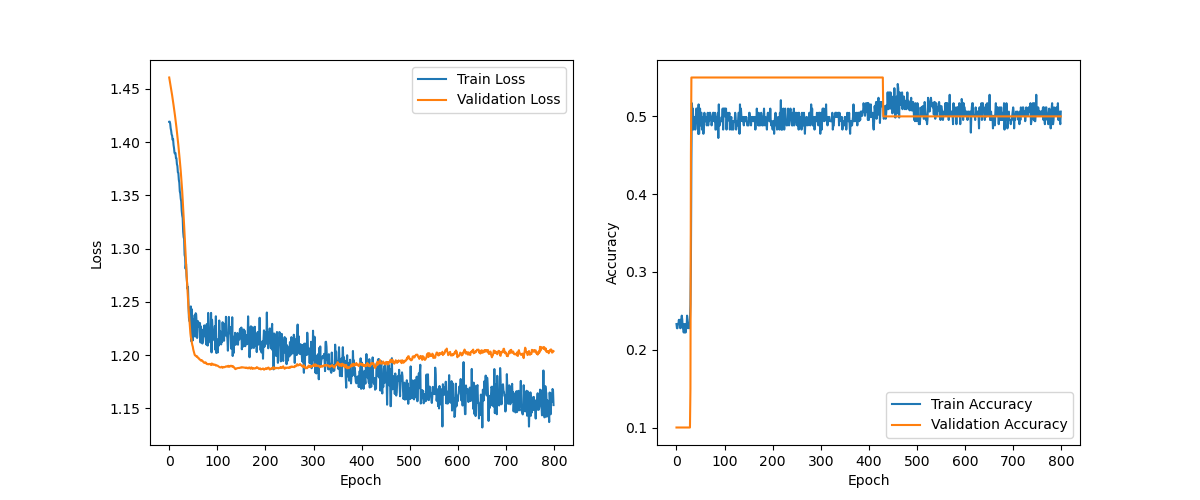 Train Loss
Validation Loss
1.45
1.40
1.35
1.30
1.25
1.20
1.15
Loss
0 100 200 300 400 500 600 700 800
Epoch
0.5
0.4
0.3
0.2
0.1
Accuracy
Train Accuracy
Validation Accuracy
0 100 200 300 400 500 600 700 800
Epoch